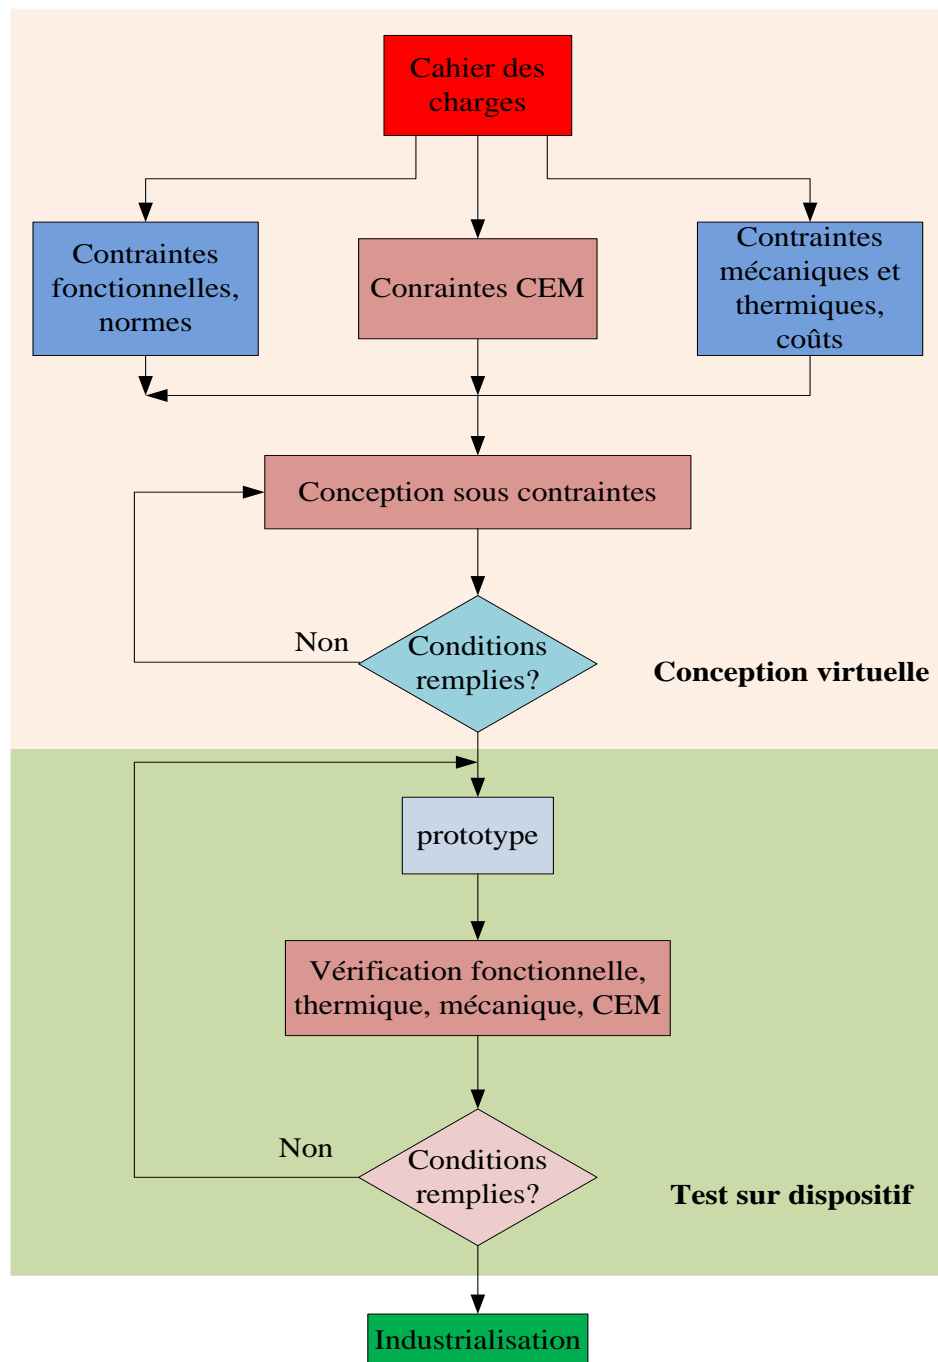 Cahier des
charges
Contraintes
fonctionnelles,
normes
Conraintes CEM
Contraintes
mécaniques et
thermiques,
coûts
Conception sous contraintes
Non
Conditions
remplies?
Conception virtuelle
prototype
Vérification fonctionnelle,
thermique, mécanique, CEM
Non
Conditions
remplies?
Test sur dispositif
Industrialisation